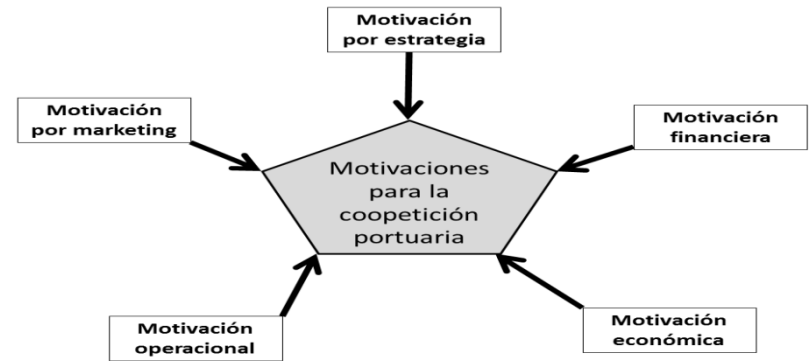 Motivación
por estrategia
Motivación
por marketing
Motivación
financiera
Motivaciones
para la
coopetición
portuaria
Motivación
operacional
Motivación
económica